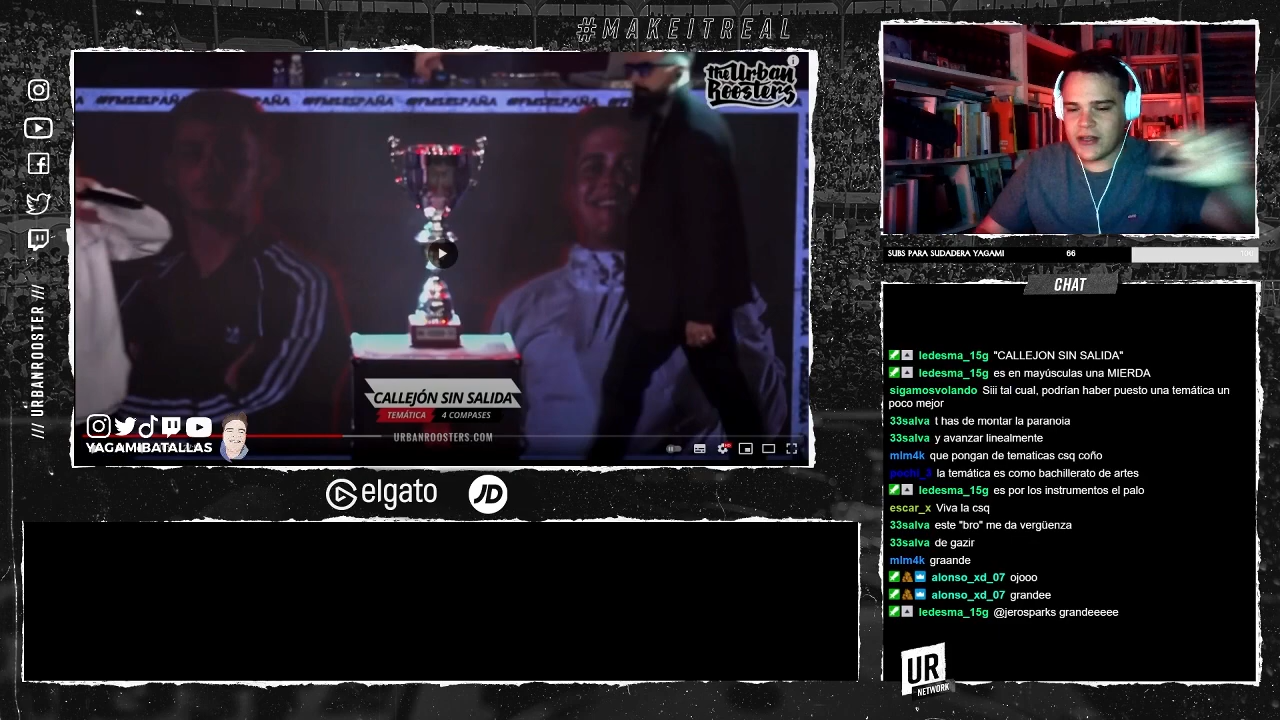 #MAKEITREAL
the Urban
Roosters
@FMSESPAÑA @FMSESPAÑA @FMSESPAÑA @FMSESPAÑA
/// URBANROOSTER ///
CALLEJÓN SIN SALIDA
TEMÁTICA 4 COMPASES
URBANROOSTERS.COM
YAGAMIBATALLAS
elgato JD
SUBS PARA SUDADERA YAGAMI 66 100
CHAT
ledesma_15g "CALLEJON SIN SALIDA"
ledesma_15g es en mayúsculas una MIERDA
sigamosvolando Siii tal cual, podrían haber puesto una temática un
poco mejor
33salva t has de montar la paranoia
33salva y avanzar linealmente
mlm4k que pongan de tematicas csq coño
pochi_3 la temática es como bachillerato de artes
ledesma_15g es por los instrumentos el palo
escar_x Viva la csq
33salva este "bro" me da vergüenza
33salva de gazir
mlm4k graande
alonso_xd_07 ojooo
alonso_xd_07 grandee
ledesma_15g @jerosparks grandeeeee
UR
NETWORK